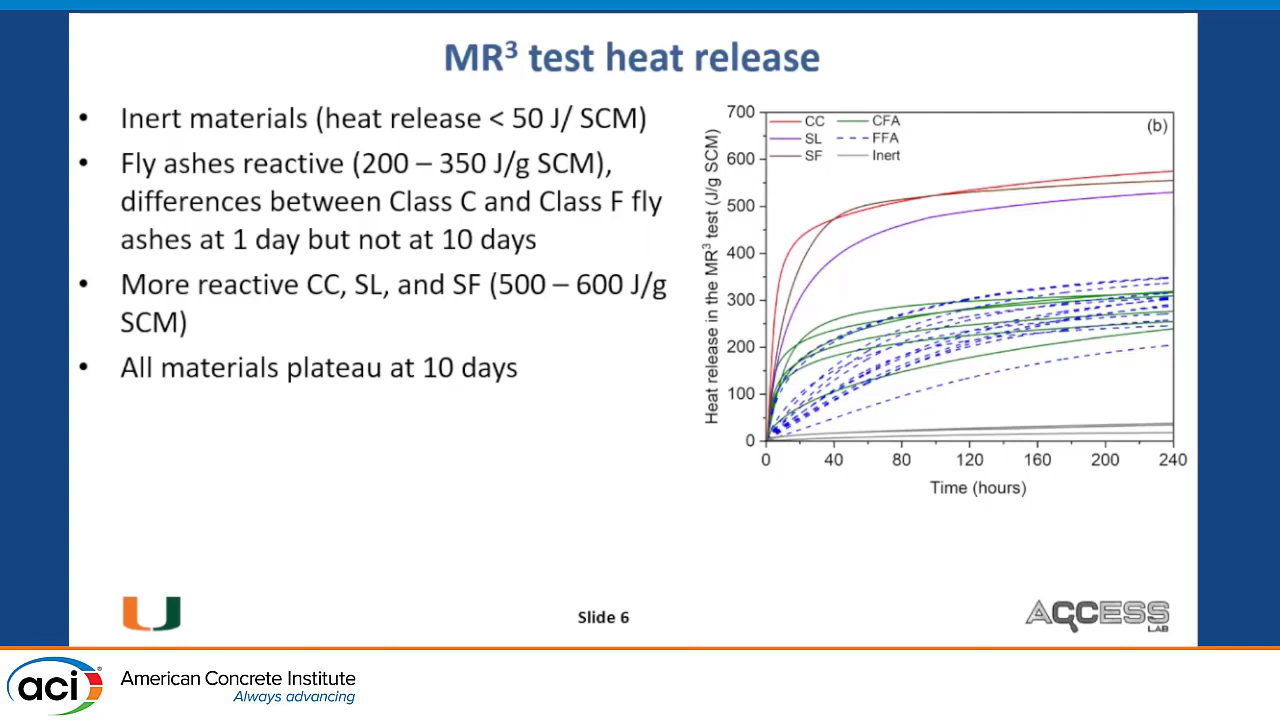 MR³ test heat release
• Inert materials (heat release < 50 J/ SCM)
• Fly ashes reactive (200 – 350 J/g SCM),
differences between Class C and Class F fly
ashes at 1 day but not at 10 days
• More reactive CC, SL, and SF (500 – 600 J/g
SCM)
• All materials plateau at 10 days
Heat release in the MR³ test (J/g SCM)
700
600
500
400
300
200
100
0
CC
SL
SF
CFA
FFA
Inert
(b)
0 40 80 120 160 200 240
Time (hours)
Slide 6
ACCESS
LAB
aci
American Concrete Institute
Always advancing